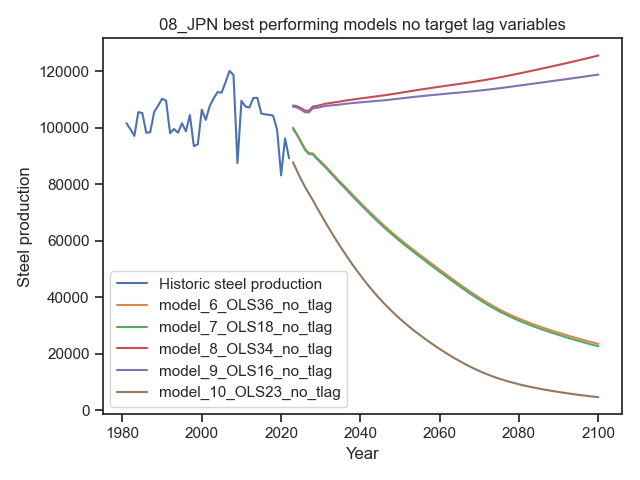 08_JPN best performing models no target lag variables
Steel production
120000
100000
80000
60000
40000
20000
0
Historic steel production
model_6_OLS36_no_tlag
model_7_OLS18_no_tlag
model_8_OLS34_no_tlag
model_9_OLS16_no_tlag
model_10_OLS23_no_tlag
1980 2000 2020 2040 2060 2080 2100
Year